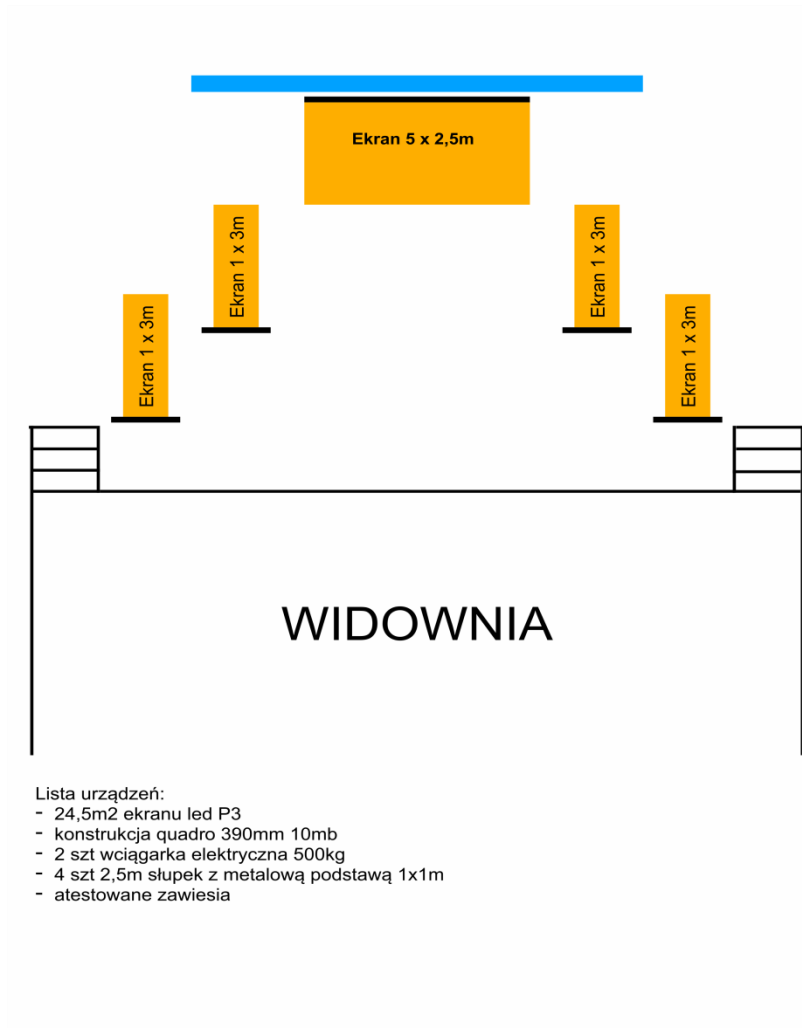 Ekran 5 x 2,5m
Ekran 1 x 3m
Ekran 1 x 3m
Ekran 1 x 3m
Ekran 1 x 3m
WIDOWNIA
Lista urządzeń:
- 24,5m2 ekranu led P3
- konstrukcja quadro 390mm 10mb
- 2 szt wciągarka elektryczna 500kg
- 4 szt 2,5m słupek z metalową podstawą 1x1m
- atestowane zawiesia